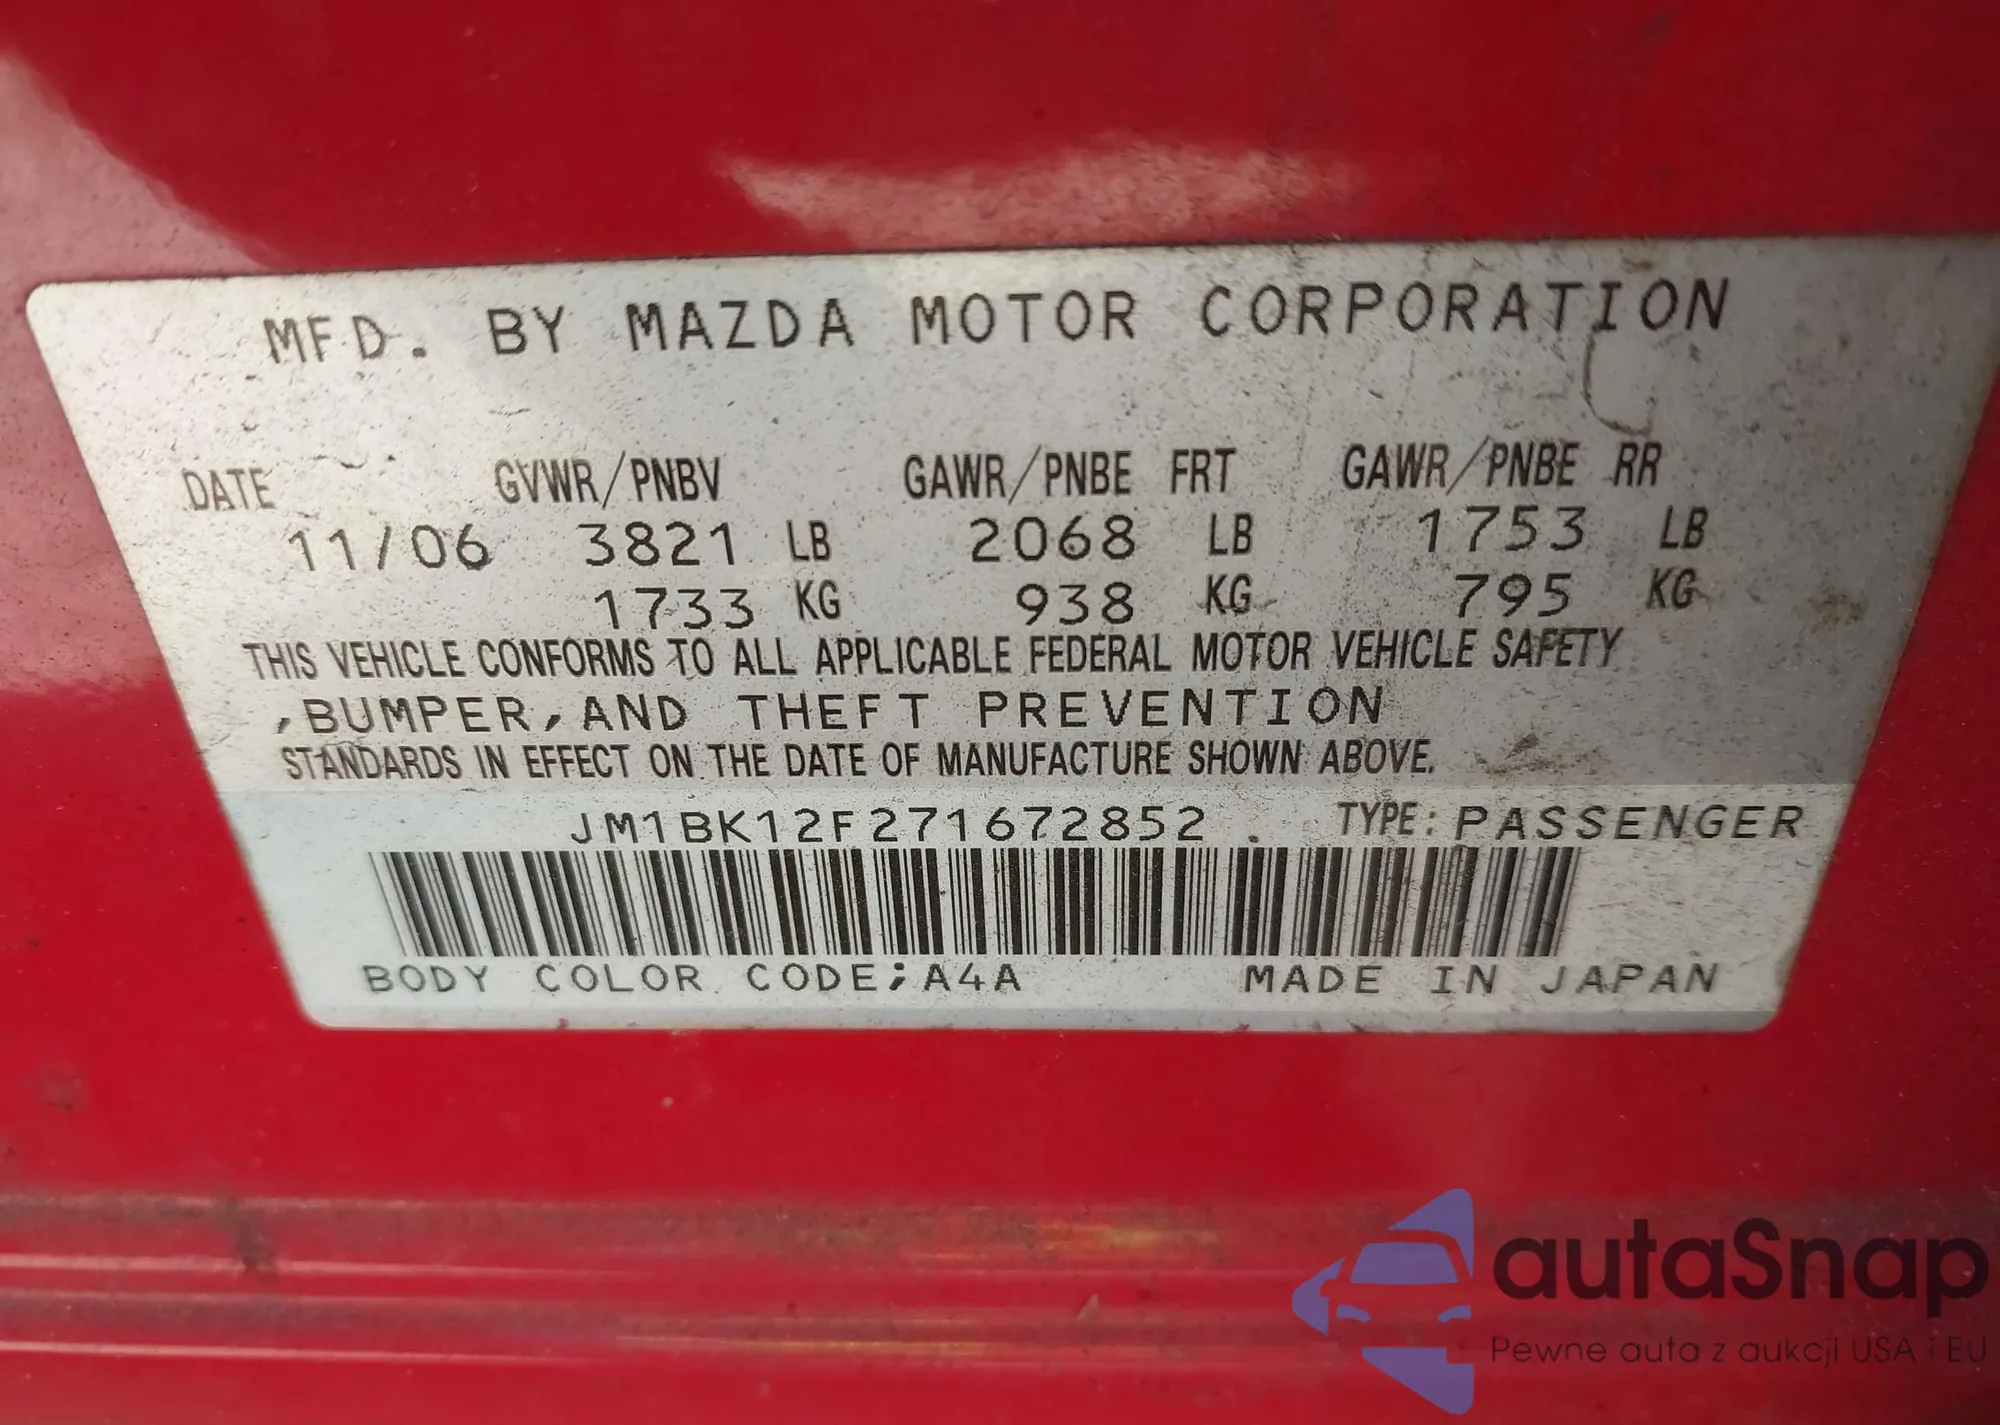 MFD. BY MAZDA MOTOR CORPORATION
DATE GVWR/PNBV GAWR/PNBE FRT GAWR/PNBE RR
11/06 3821 LB 2068 LB 1753 LB
1733 KG 938 KG 795 KG
THIS VEHICLE CONFORMS TO ALL APPLICABLE FEDERAL MOTOR VEHICLE SAFETY
,BUMPER,AND THEFT PREVENTION
STANDARDS IN EFFECT ON THE DATE OF MANUFACTURE SHOWN ABOVE.
JM1BK12F271672852 TYPE: PASSENGER
BODY COLOR CODE;A4A MADE IN JAPAN
autaSnap
Pewne auta z aukcji USA i EU